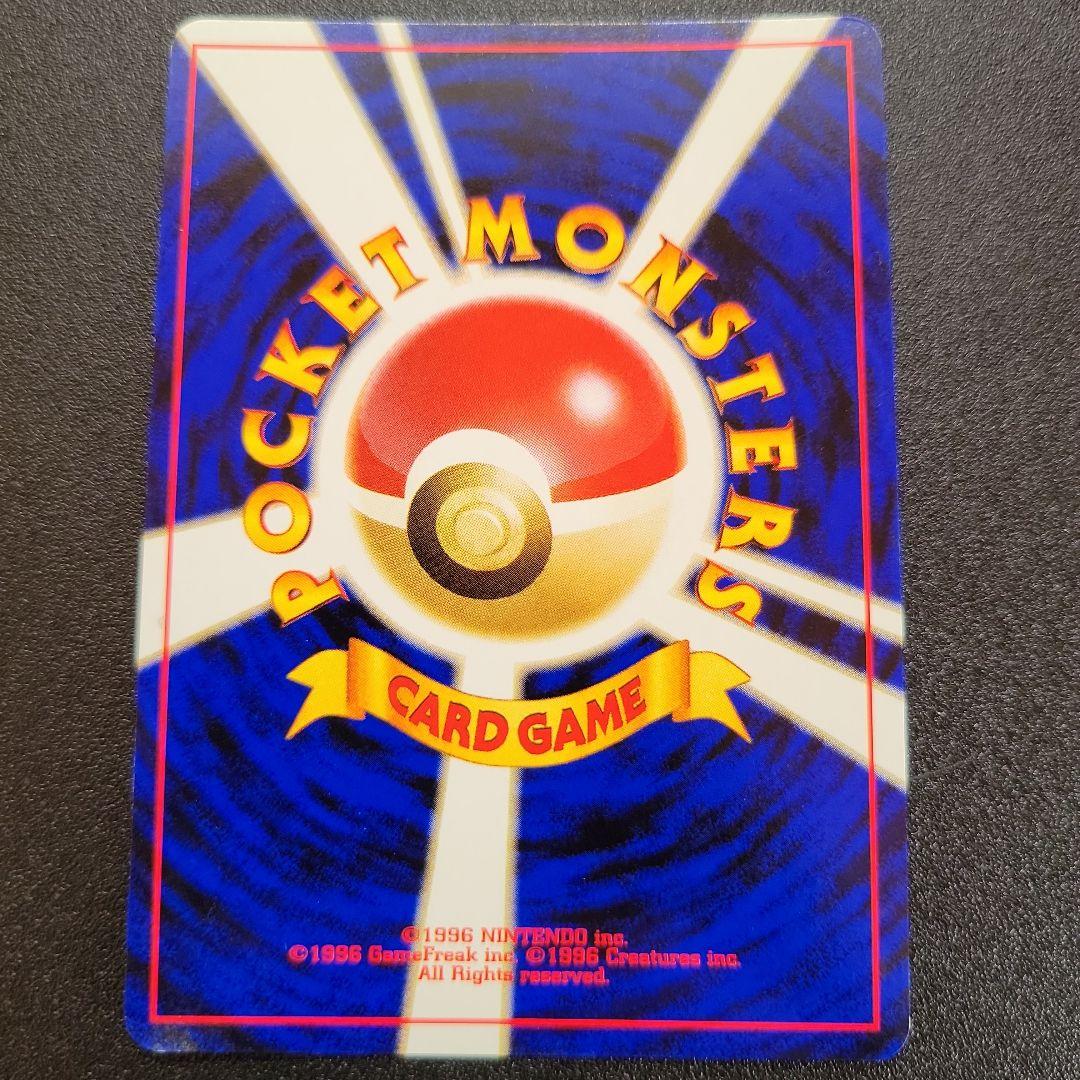 POCKET MONSTERS
CARD GAME
©1996 NINTENDO inc.
©1996 GameFreak inc. ©1996 Creatures inc.
All Rights reserved.